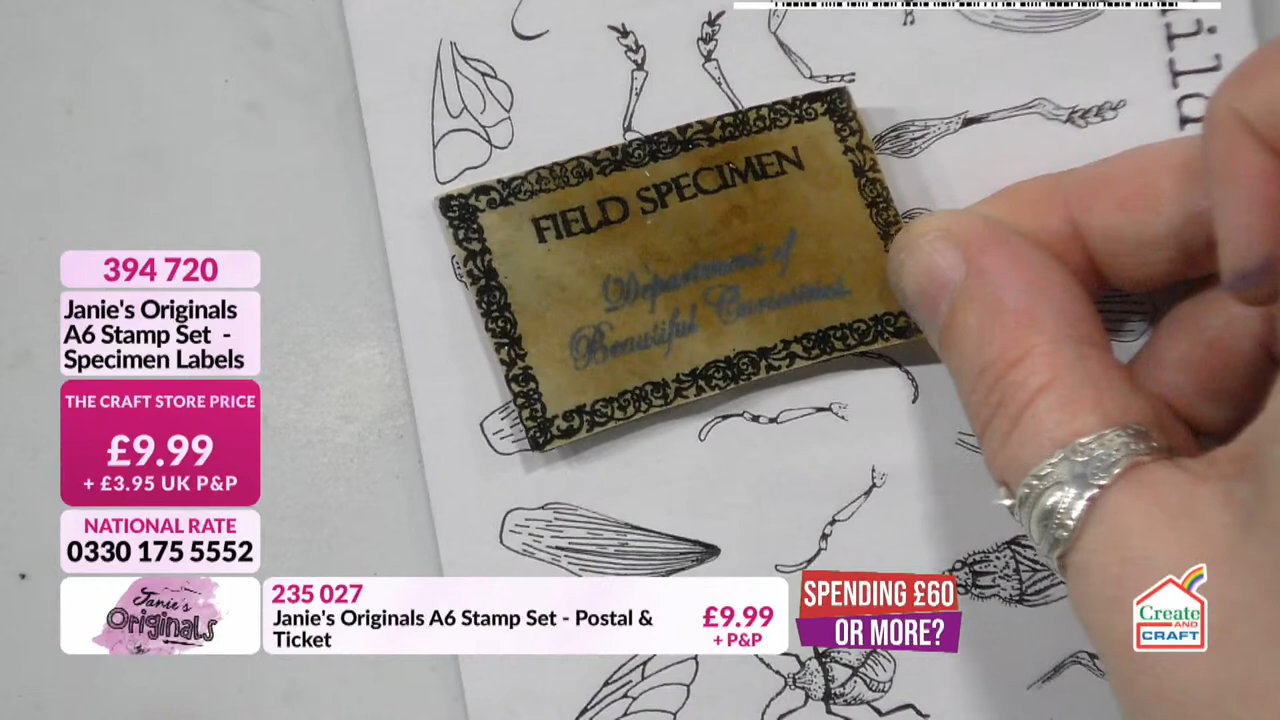 ild
FIELD SPECIMEN
Department of
Beautiful Curiosities
394 720
Janie's Originals
A6 Stamp Set -
Specimen Labels
THE CRAFT STORE PRICE
£9.99
+ £3.95 UK P&P
NATIONAL RATE
0330 175 5552
Janie's
Originals
235 027
Janie's Originals A6 Stamp Set - Postal &
Ticket
£9.99
+ P&P
SPENDING £60
OR MORE?
Create
AND
CRAFT